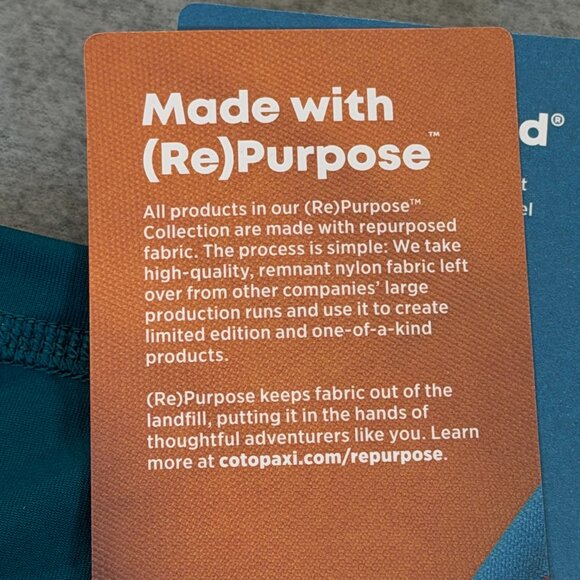 Made with
(Re)Purpose™
All products in our (Re)Purpose™
Collection are made with repurposed
fabric. The process is simple: We take
high-quality, remnant nylon fabric left
over from other companies' large
production runs and use it to create
limited edition and one-of-a-kind
products.
(Re)Purpose keeps fabric out of the
landfill, putting it in the hands of
thoughtful adventurers like you. Learn
more at cotopaxi.com/repurpose.